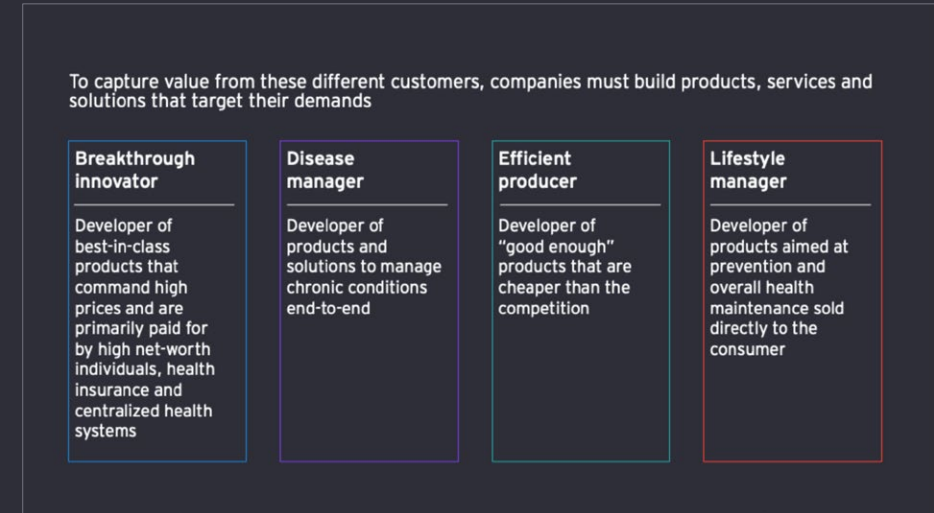 To capture value from these different customers, companies must build products, services and
solutions that target their demands
Breakthrough
innovator
Developer of
best-in-class
products that
command high
prices and are
primarily paid for
by high net-worth
individuals, health
insurance and
centralized health
systems
Disease
manager
Developer of
products and
solutions to manage
chronic conditions
end-to-end
Efficient
producer
Developer of
“good enough”
products that are
cheaper than the
competition
Lifestyle
manager
Developer of
products aimed at
prevention and
overall health
maintenance sold
directly to the
consumer